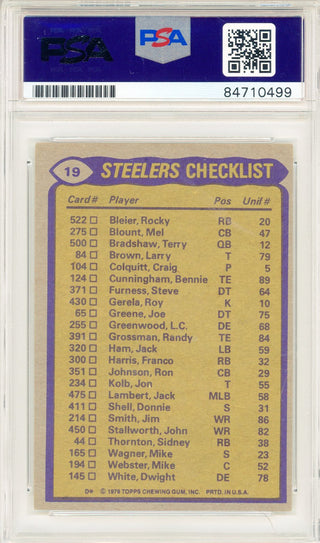 PSA
PSA
84710499
19 STEELERS CHECKLIST
Card# Player Pos Unif#
522 □ Bleier, Rocky RB 20
275 □ Blount, Mel CB 47
500 □ Bradshaw, Terry QB 12
84 □ Brown, Larry T 79
104 □ Colquitt, Craig P 5
124 □ Cunningham, Bennie TE 89
371 □ Furness, Steve DT 64
430 □ Gerela, Roy K 10
65 □ Greene, Joe DT 75
255 □ Greenwood, L.C. DE 68
391 □ Grossman, Randy TE 84
320 □ Ham, Jack LB 59
300 □ Harris, Franco RB 32
351 □ Johnson, Ron CB 29
234 □ Kolb, Jon T 55
475 □ Lambert, Jack MLB 58
411 □ Shell, Donnie S 31
214 □ Smith, Jim WR 86
450 □ Stallworth, John WR 82
44 □ Thornton, Sidney RB 38
165 □ Wagner, Mike S 23
194 □ Webster, Mike C 52
145 □ White, Dwight DE 78
D* © 1979 TOPPS CHEWING GUM, INC. PRTD. IN U.S.A.